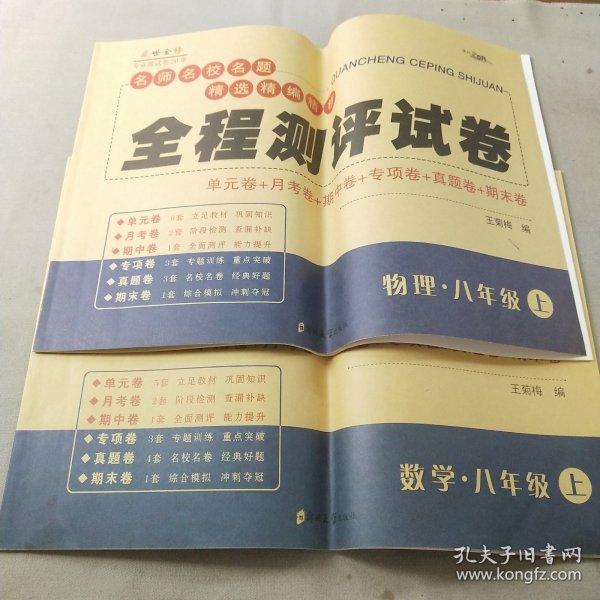 盛世金榜
名师名校名题
精选精编精
QUANCHENG CEPING SHIJUAN
全程测评试卷
单元卷+月考卷+期中卷+专项卷+真题卷+期末卷
王菊梅 编
◆单元卷 6套 立足教材 巩固知识
◆月考卷 2套 阶段检测 查漏补缺
◆期中卷 1套 全面测评 能力提升
◆专项卷 3套 专题训练 重点突破
◆真题卷 3套 名校名卷 经典好题
◆期末卷 1套 综合模拟 冲刺夺冠
物理·八年级 上
王菊梅 编
◆单元卷 5套 立足教材 巩固知识
◆月考卷 2套 阶段检测 查漏补缺
◆期中卷 1套 全面测评 能力提升
◆专项卷 3套 专题训练 重点突破
◆真题卷 4套 名校名卷 经典好题
◆期末卷 1套 综合模拟 冲刺夺冠
数学·八年级 上
孔夫子旧书网
www.kongfz.com